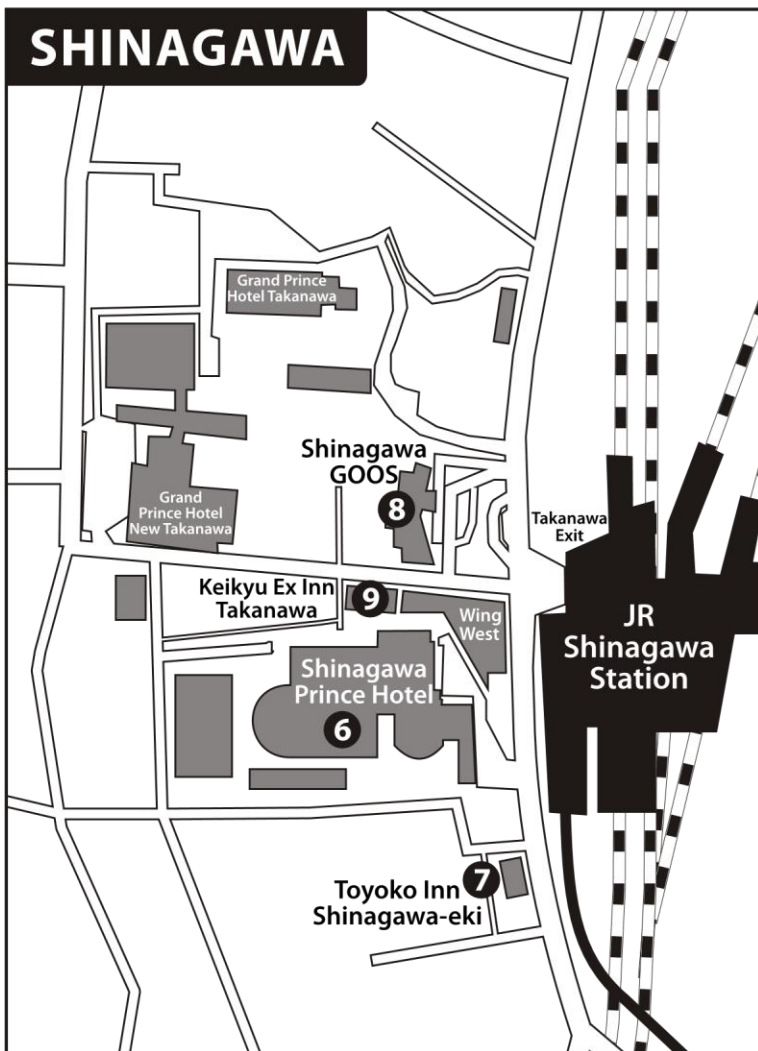 SHINAGAWA
Grand Prince
Hotel Takanawa
Shinagawa
GOOS
8
Grand
Prince Hotel
New Takanawa
Takanawa
Exit
Keikyu Ex Inn
Takanawa
9
Wing
West
JR
Shinagawa
Station
Shinagawa
Prince Hotel
6
7
Toyoko Inn
Shinagawa-eki